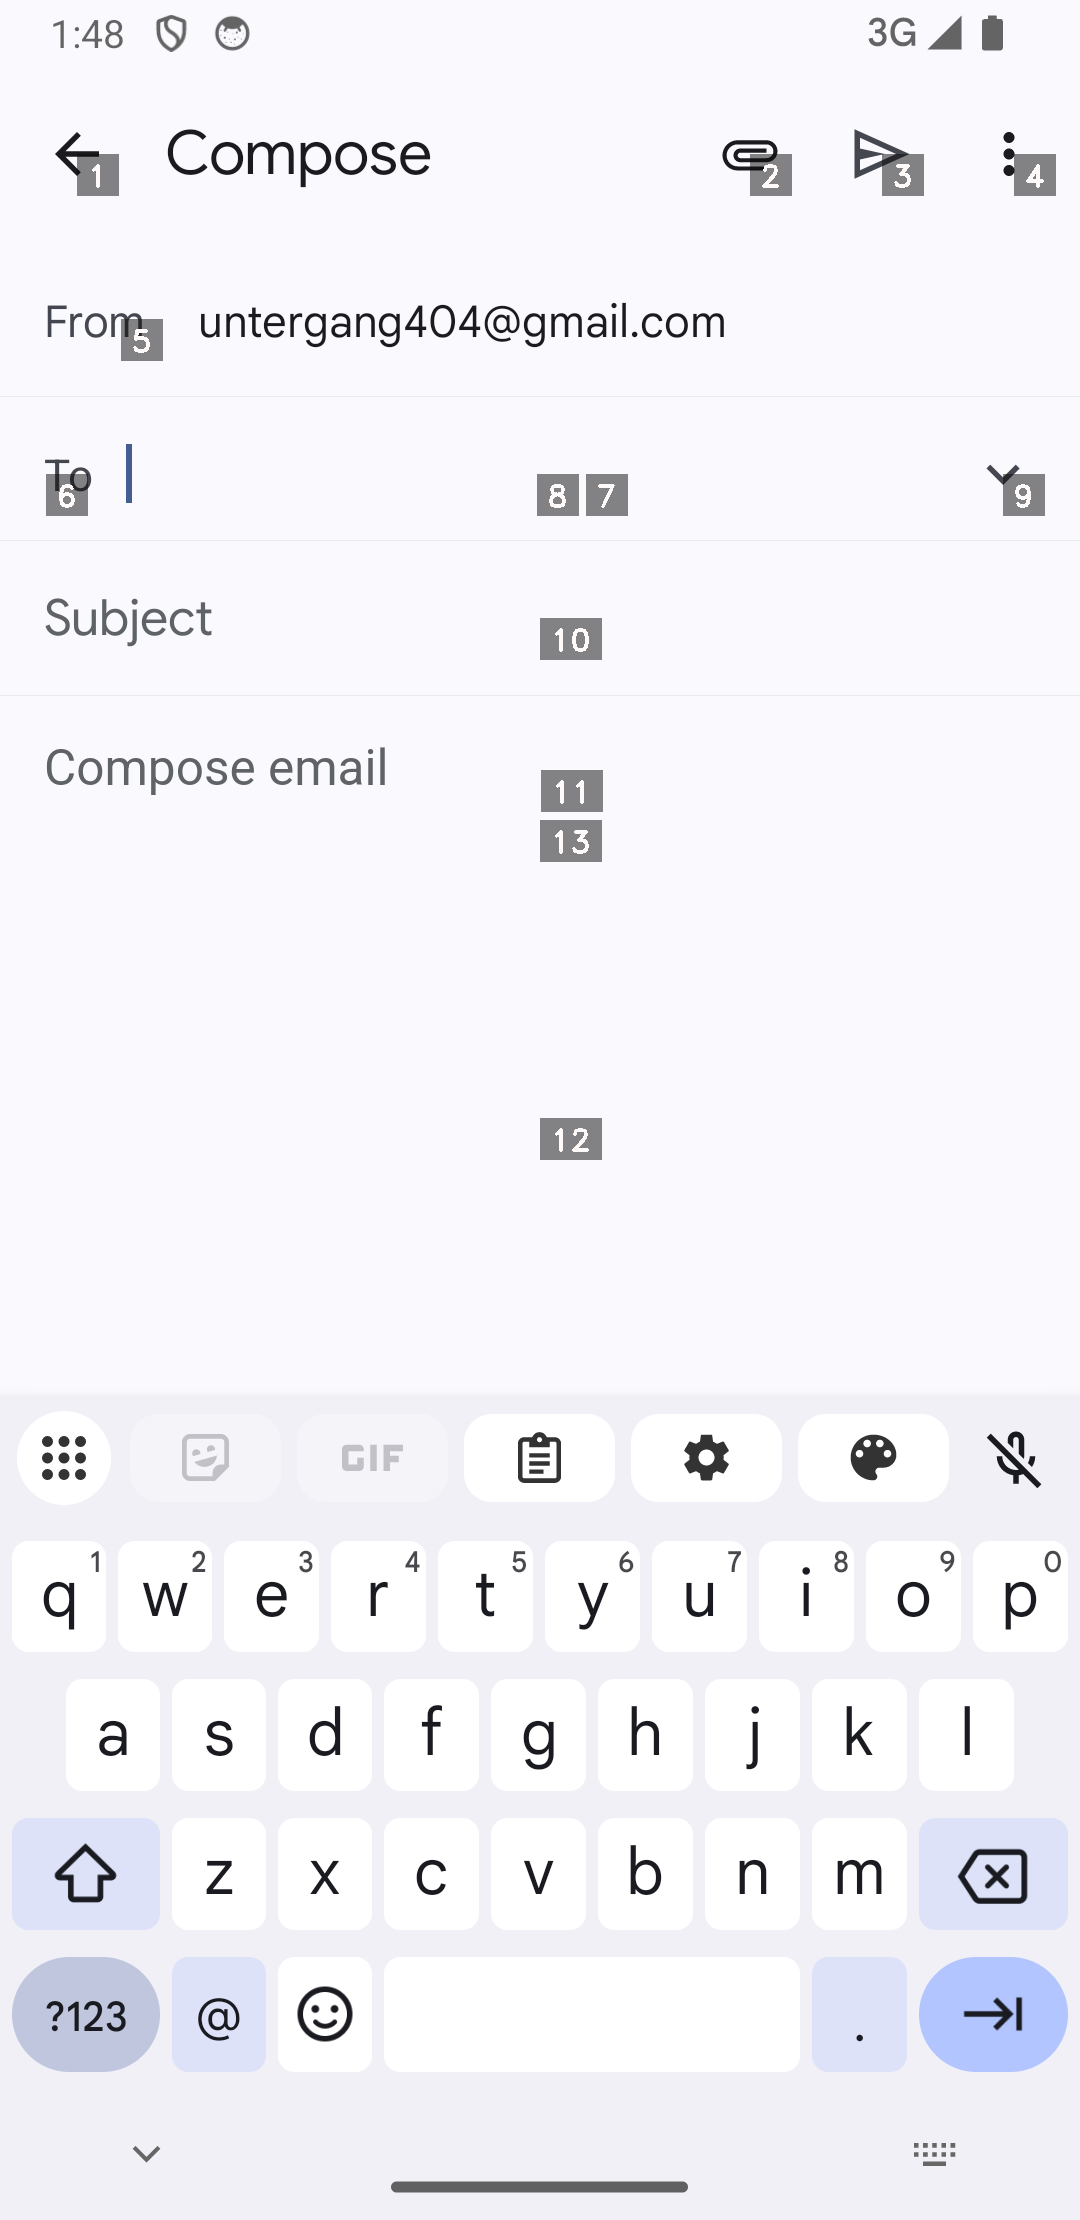 1:48
3G
Compose
1
2
3
4
From
untergang404@gmail.com
5
To
6
8
7
9
Subject
10
Compose email
11
13
12
GIF
q 1 w 2 e 3 r 4 t 5 y 6 u 7 i 8 o 9 p 0
a s d f g h j k l
z x c v b n m
?123 @ .